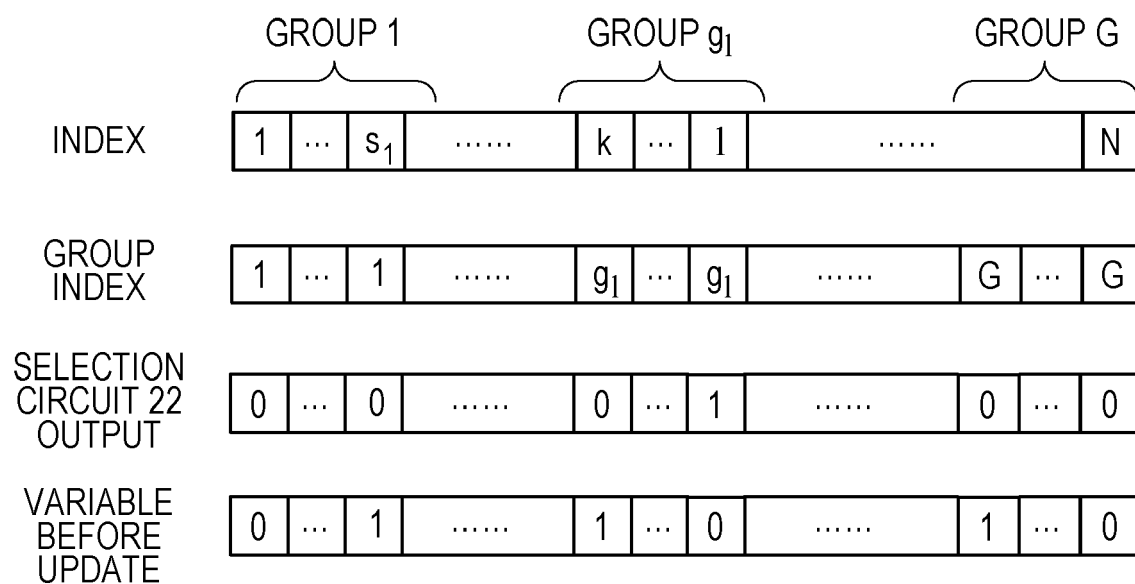 GROUP 1 GROUP g₁ GROUP G
INDEX 1 ... s₁ ...... k ... l ...... N
GROUP
INDEX
1 ... 1 ...... g₁ ... g₁ ...... G ... G
SELECTION
CIRCUIT 22
OUTPUT
0 ... 0 ...... 0 ... 1 ...... 0 ... 0
VARIABLE
BEFORE
UPDATE
0 ... 1 ...... 1 ... 0 ...... 1 ... 0